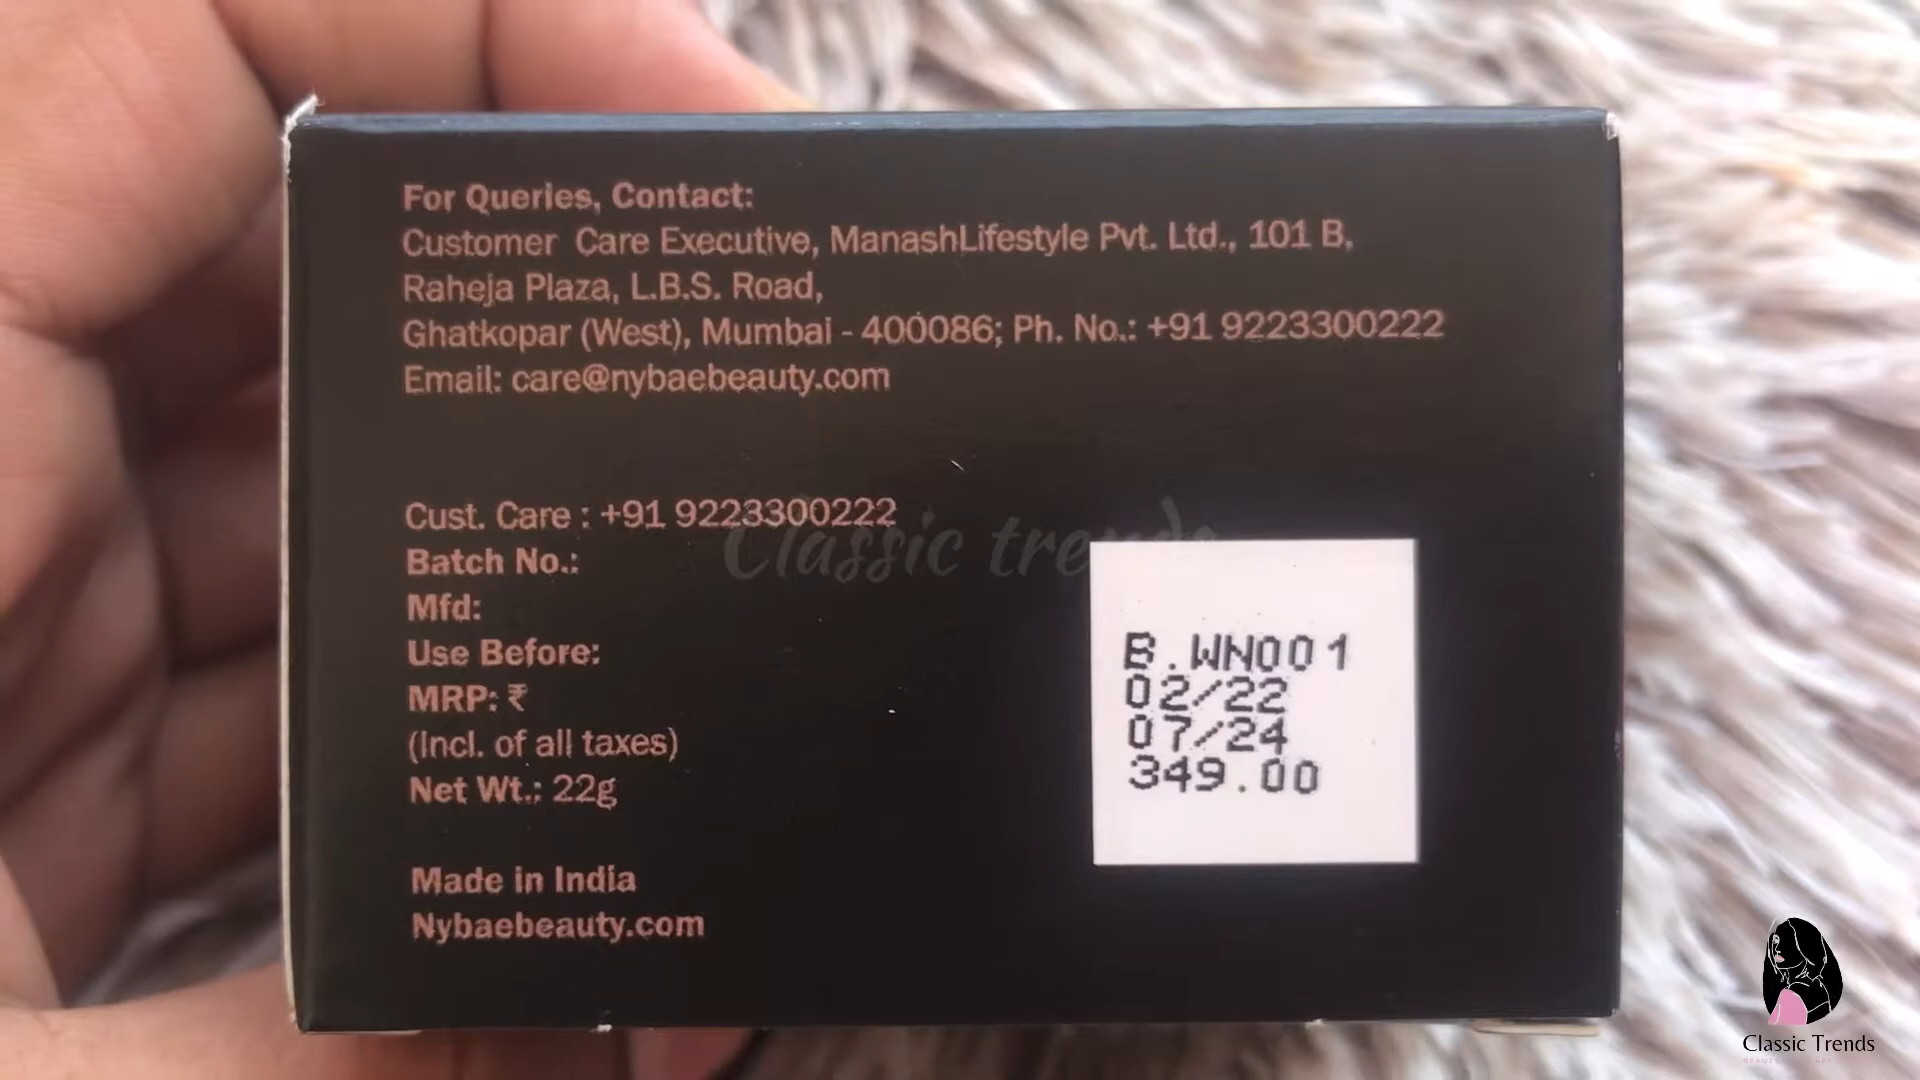 For Queries, Contact:
Customer Care Executive, ManashLifestyle Pvt. Ltd., 101 B,
Raheja Plaza, L.B.S. Road,
Ghatkopar (West), Mumbai - 400086; Ph. No.: +91 9223300222
Email: care@nybaebeauty.com
Cust. Care : +91 9223300222
Classic trends
Batch No.:
Mfd:
Use Before:
MRP: ₹
(Incl. of all taxes)
Net Wt.: 22g
B.WN001
02/22
07/24
349.00
Made in India
Nybaebeauty.com
Classic Trends